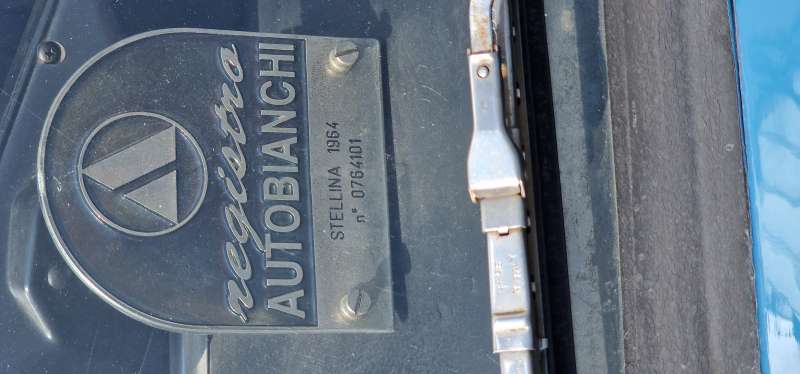 registro
AUTOBIANCHI
STELLINA 1964
n° 0764101